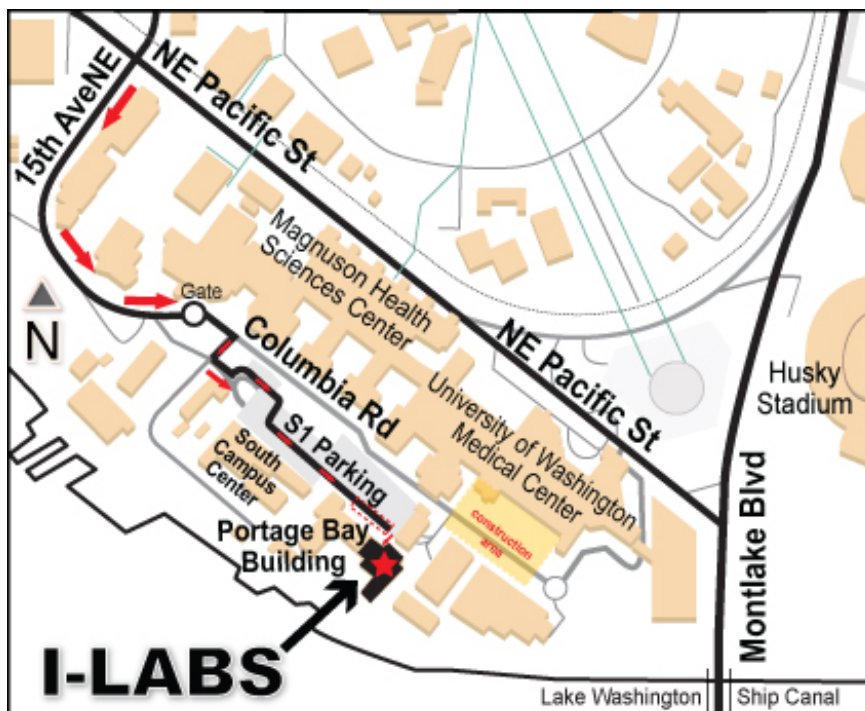 15th AveNE
NE Pacific St
Magnuson Health
Sciences Center
Gate
N
Columbia Rd
NE Pacific St
University of Washington
Medical Center
Husky
Stadium
S1 Parking
South
Campus
Center
construction
area
Portage Bay
Building
Montlake Blvd
I-LABS
Lake Washington
Ship Canal